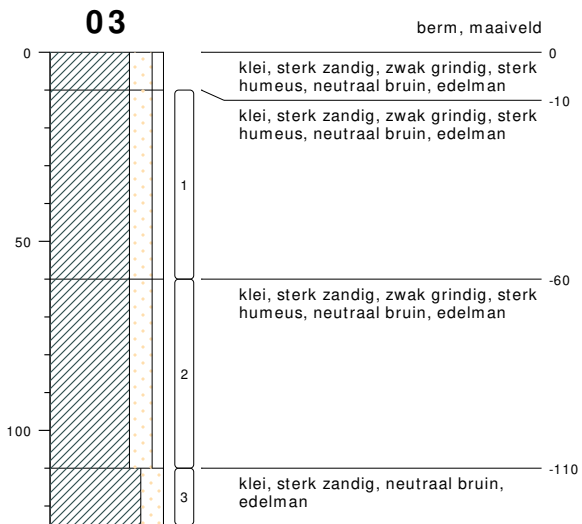 03
berm, maaiveld
0
0
klei, sterk zandig, zwak grindig, sterk
humeus, neutraal bruin, edelman
-10
klei, sterk zandig, zwak grindig, sterk
humeus, neutraal bruin, edelman
1
50
-60
klei, sterk zandig, zwak grindig, sterk
humeus, neutraal bruin, edelman
2
100
-110
klei, sterk zandig, neutraal bruin,
edelman
3